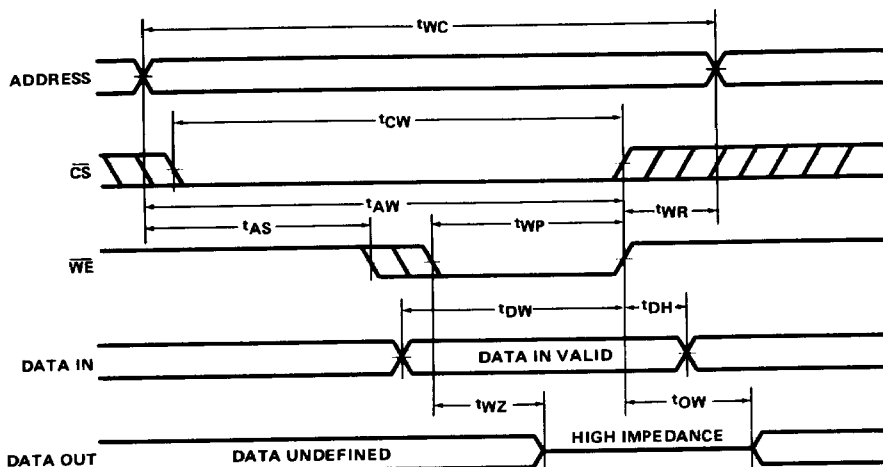 tWC
ADDRESS
tCW
CS
tAW
tAS
tWP
tWR
WE
tDW
tDH
DATA IN
DATA IN VALID
tWZ
tOW
DATA OUT
DATA UNDEFINED
HIGH IMPEDANCE